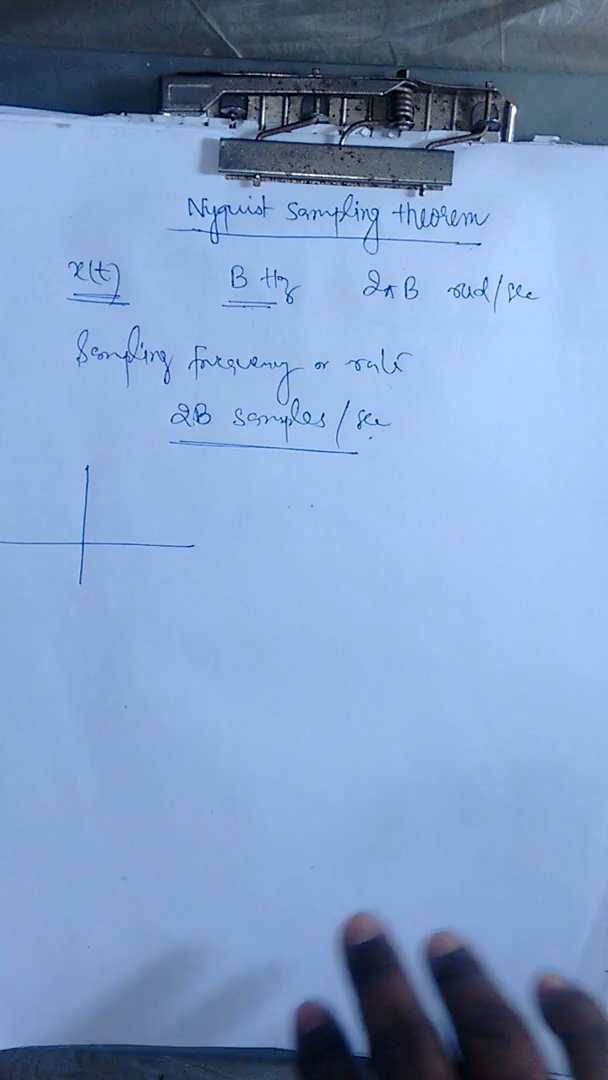 Nyquist Sampling theorem
x(t) B Hz 2πB rad/sec
Sampling frequency or rate
2B samples/sec